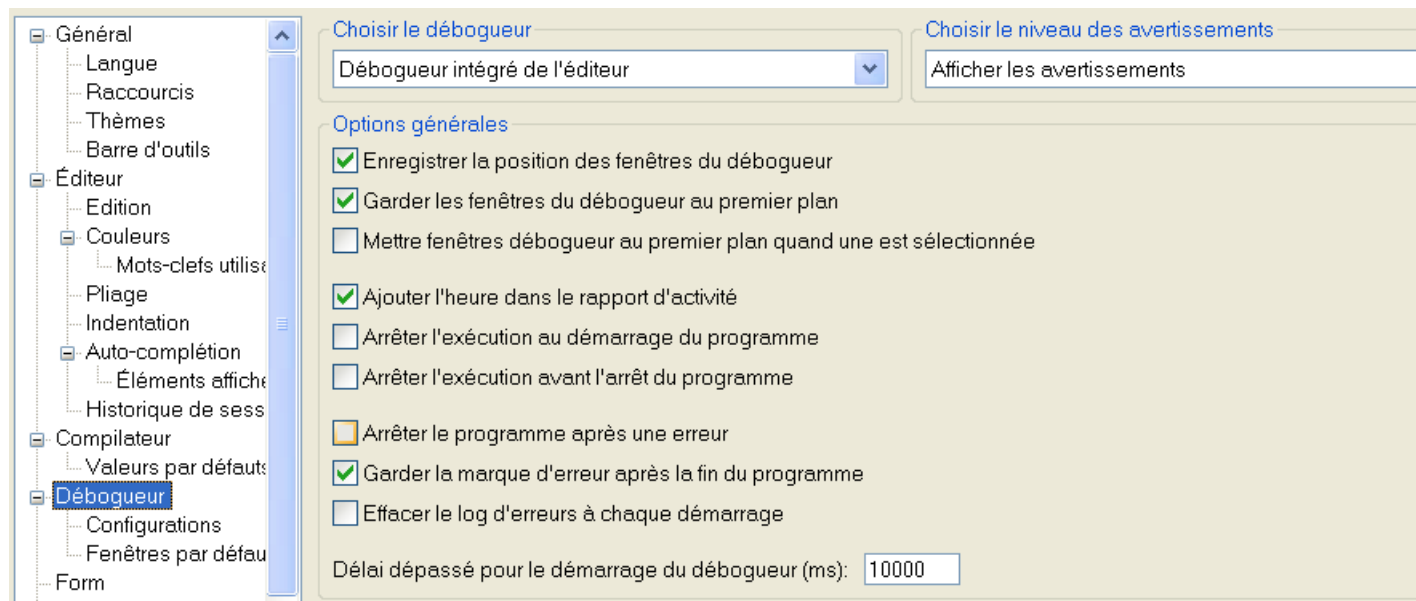 Général
Langue
Raccourcis
Thèmes
Barre d'outils
Éditeur
Edition
Couleurs
Mots-clefs utilisa
Pliage
Indentation
Auto-complétion
Éléments affiche
Historique de sess
Compilateur
Valeurs par défauts
Débogueur
Configurations
Fenêtres par défau
Form
Choisir le débogueur
Débogueur intégré de l'éditeur
Choisir le niveau des avertissements
Afficher les avertissements
Options générales
Enregistrer la position des fenêtres du débogueur
Garder les fenêtres du débogueur au premier plan
Mettre fenêtres débogueur au premier plan quand une est sélectionnée
Ajouter l'heure dans le rapport d'activité
Arrêter l'exécution au démarrage du programme
Arrêter l'exécution avant l'arrêt du programme
Arrêter le programme après une erreur
Garder la marque d'erreur après la fin du programme
Effacer le log d'erreurs à chaque démarrage
Délai dépassé pour le démarrage du débogueur (ms): 10000